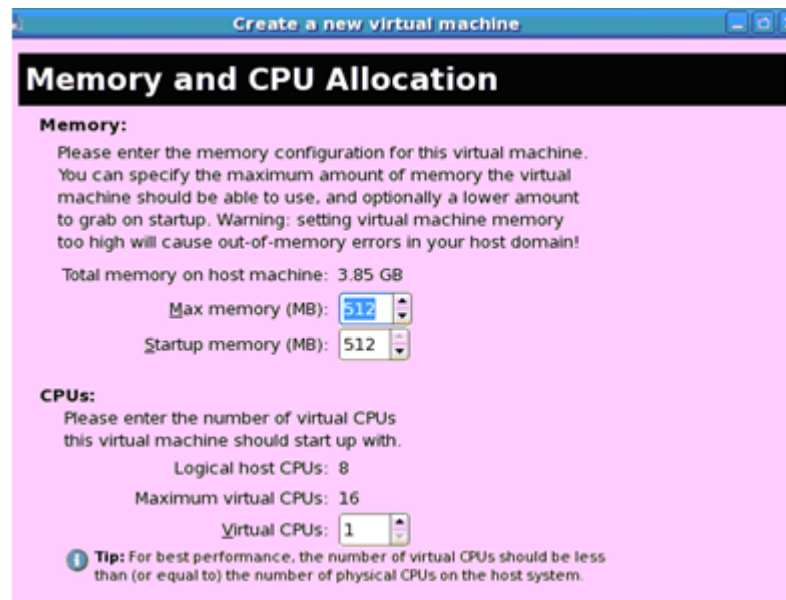 Create a new virtual machine
Memory and CPU Allocation
Memory:
Please enter the memory configuration for this virtual machine.
You can specify the maximum amount of memory the virtual
machine should be able to use, and optionally a lower amount
to grab on startup. Warning: setting virtual machine memory
too high will cause out-of-memory errors in your host domain!
Total memory on host machine: 3.85 GB
Max memory (MB): 512
Startup memory (MB): 512
CPUs:
Please enter the number of virtual CPUs
this virtual machine should start up with.
Logical host CPUs: 8
Maximum virtual CPUs: 16
Virtual CPUs: 1
Tip: For best performance, the number of virtual CPUs should be less
than (or equal to) the number of physical CPUs on the host system.